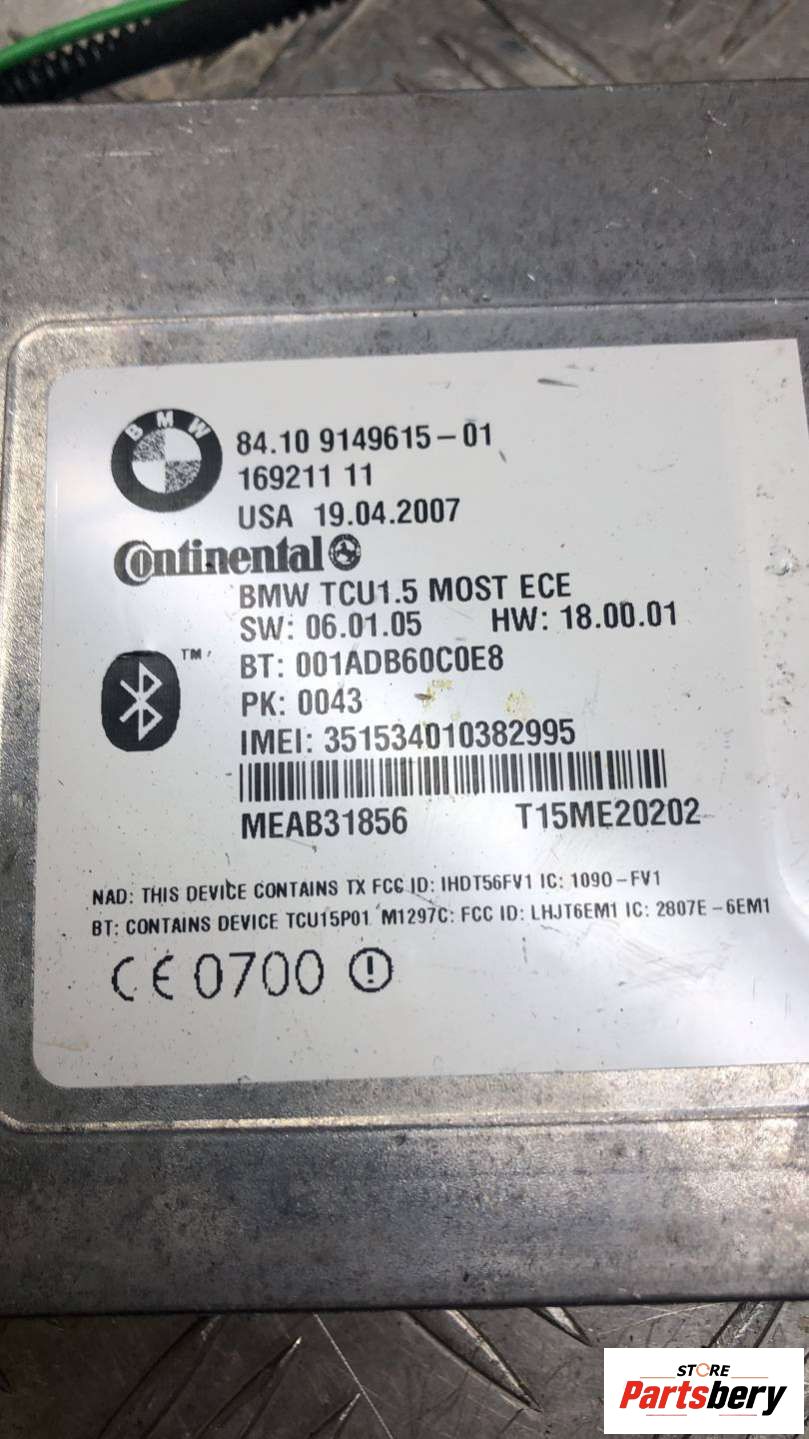 BMW
84.10 9149615-01
169211 11
USA 19.04.2007
Continental
BMW TCU1.5 MOST ECE
SW: 06.01.05 HW: 18.00.01
TM
BT: 001ADB60C0E8
PK: 0043
IMEI: 351534010382995
MEAB31856 T15ME20202
NAD: THIS DEVICE CONTAINS TX FCC ID: IHDT56FV1 IC: 1090-FV1
BT: CONTAINS DEVICE TCU15P01 M1297C: FCC ID: LHJT6EM1 IC: 2807E-6EM1
CE 0700
STORE
Partsbery